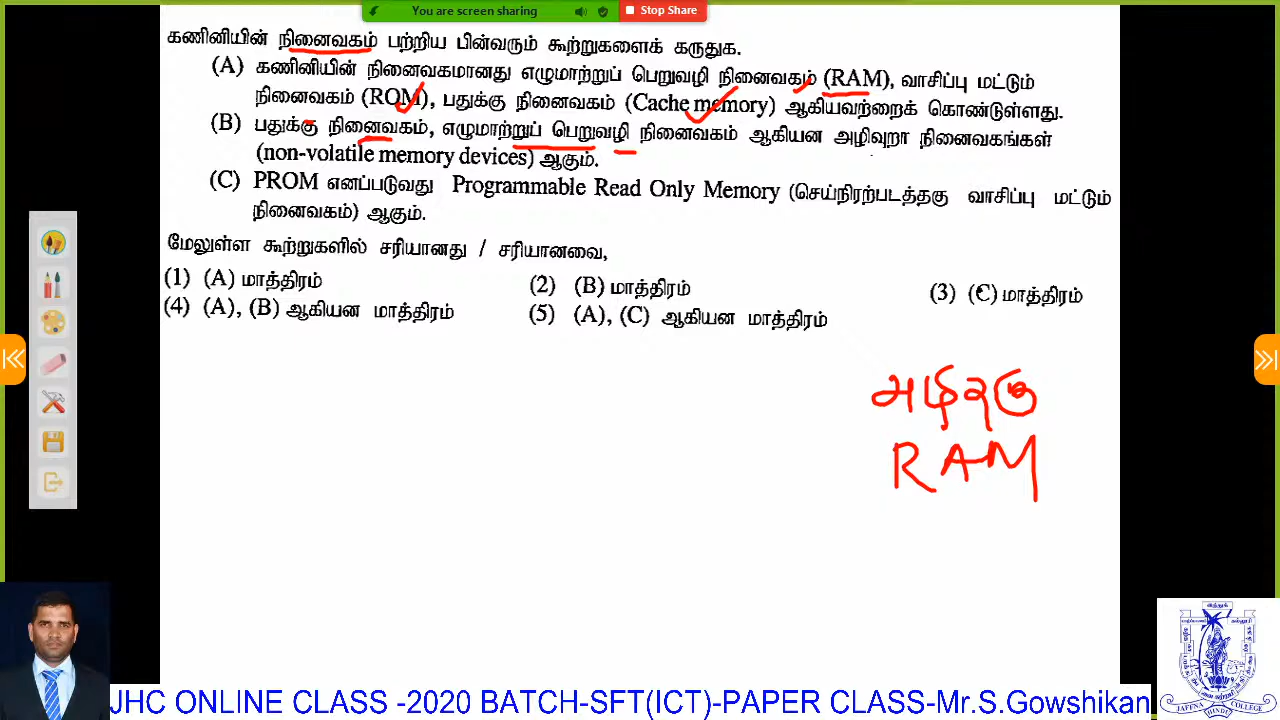 You are screen sharing
Stop Share
கணினியின் நினைவகம் பற்றிய பின்வரும் கூற்றுகளைக் கருதுக.
(A) கணினியின் நினைவகமானது எழுமாற்றுப் பெறுவழி நினைவகம் (RAM), வாசிப்பு மட்டும்
நினைவகம் (ROM), பதுக்கு நினைவகம் (Cache memory) ஆகியவற்றைக் கொண்டுள்ளது.
(B) பதுக்கு நினைவகம், எழுமாற்றுப் பெறுவழி நினைவகம் ஆகியன அழிவுறா நினைவகங்கள்
(non-volatile memory devices) ஆகும்.
(C) PROM எனப்படுவது Programmable Read Only Memory (செய்நிரற்படத்தகு வாசிப்பு மட்டும்
நினைவகம்) ஆகும்.
மேலுள்ள கூற்றுகளில் சரியானது / சரியானவை,
(1) (A) மாத்திரம் (2) (B) மாத்திரம் (3) (C) மாத்திரம்
(4) (A), (B) ஆகியன மாத்திரம் (5) (A), (C) ஆகியன மாத்திரம்
RAM
JHC ONLINE CLASS -2020 BATCH-SFT(ICT)-PAPER CLASS-Mr.S.Gowshikan